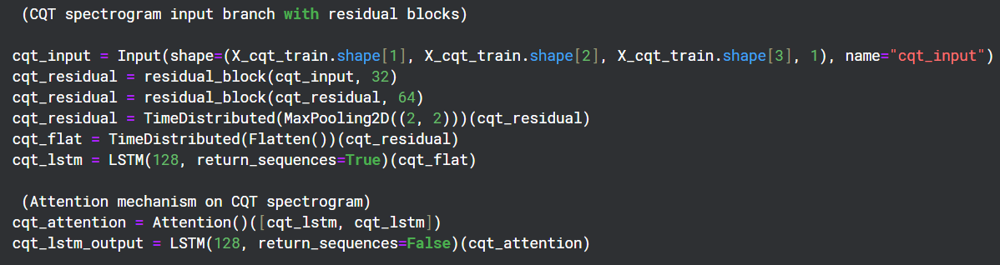 (CQT spectrogram input branch with residual blocks)
cqt_input = Input(shape=(X_cqt_train.shape[1], X_cqt_train.shape[2], X_cqt_train.shape[3], 1), name="cqt_input")
cqt_residual = residual_block(cqt_input, 32)
cqt_residual = residual_block(cqt_residual, 64)
cqt_residual = TimeDistributed(MaxPooling2D((2, 2)))(cqt_residual)
cqt_flat = TimeDistributed(Flatten())(cqt_residual)
cqt_lstm = LSTM(128, return_sequences=True)(cqt_flat)
(Attention mechanism on CQT spectrogram)
cqt_attention = Attention()([cqt_lstm, cqt_lstm])
cqt_lstm_output = LSTM(128, return_sequences=False)(cqt_attention)